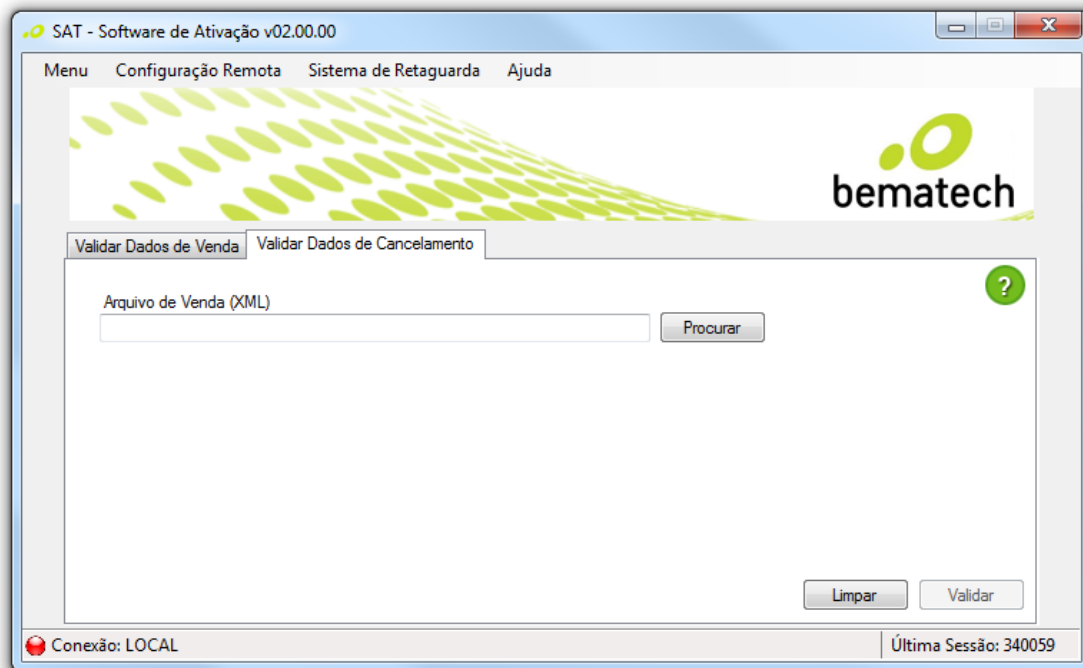 SAT - Software de Ativação v02.00.00
Menu Configuração Remota Sistema de Retaguarda Ajuda
bematech
Validar Dados de Venda Validar Dados de Cancelamento
?
Arquivo de Venda (XML)
Procurar
Limpar Validar
Conexão: LOCAL Última Sessão: 340059